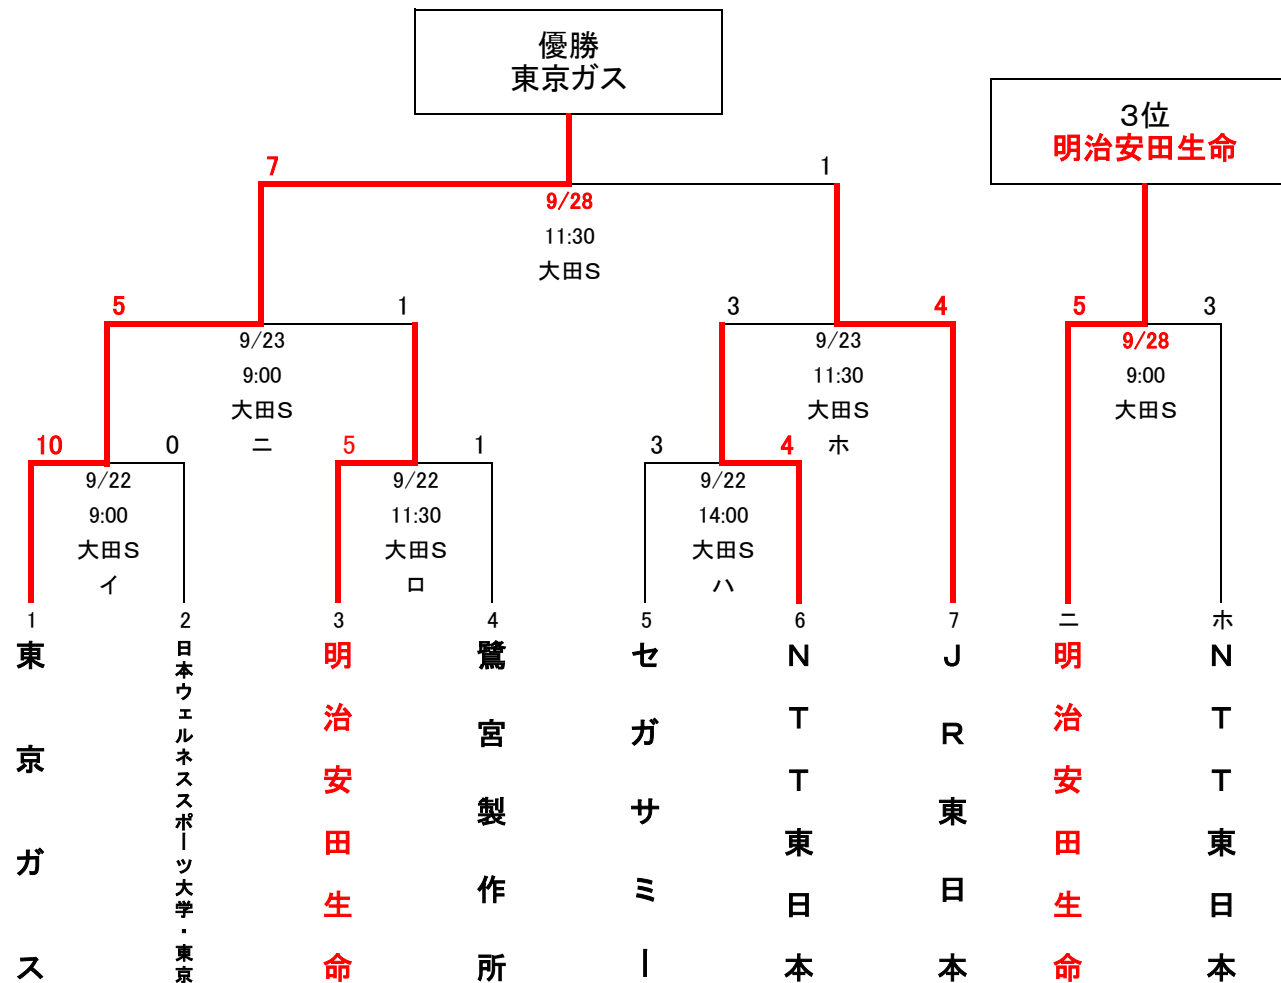 優勝
東京ガス
3位
明治安田生命
7
1
9/28
11:30
大田S
5
1
3
4
5
3
9/23
9:00
大田S
ニ
9/23
11:30
大田S
ホ
9/28
9:00
大田S
10
0
5
1
3
4
9/22
9:00
大田S
イ
9/22
11:30
大田S
ロ
9/22
14:00
大田S
ハ
1
2
3
4
5
6
7
ニ
ホ
東京ガス
日本ウェルネススポーツ大学・東京
明治安田生命
鷺宮製作所
セガサミー
NTT東日本
JR東日本
明治安田生命
NTT東日本